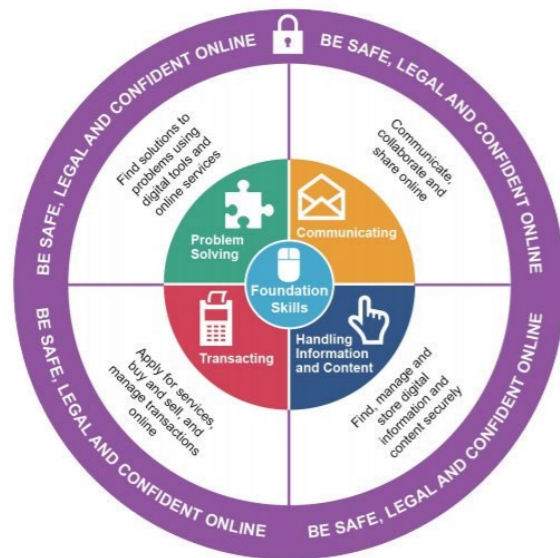 BE SAFE, LEGAL AND CONFIDENT ONLINE
BE SAFE, LEGAL AND CONFIDENT ONLINE
Find solutions to
problems using
digital tools and
online services
Communicate,
collaborate and
share online
Problem
Solving
Communicating
Foundation
Skills
Transacting
Handling
Information
and Content
Apply for services,
buy and sell, and
manage transactions
online
Find, manage and
store digital
information and
content securely
BE SAFE, LEGAL AND CONFIDENT ONLINE
BE SAFE, LEGAL AND CONFIDENT ONLINE